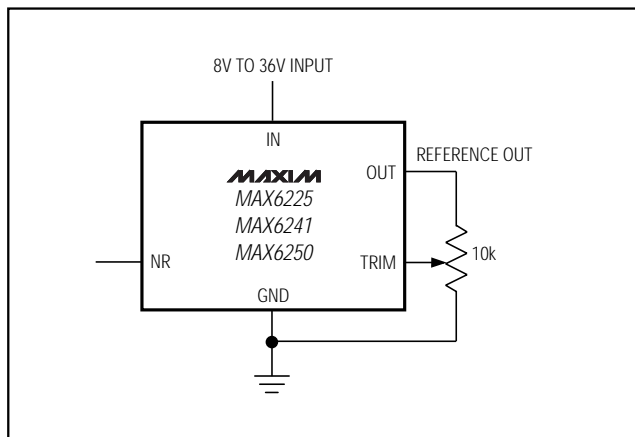 8V TO 36V INPUT
IN
MAXIM
MAX6225
MAX6241
MAX6250
OUT
REFERENCE OUT
NR
TRIM
10k
GND